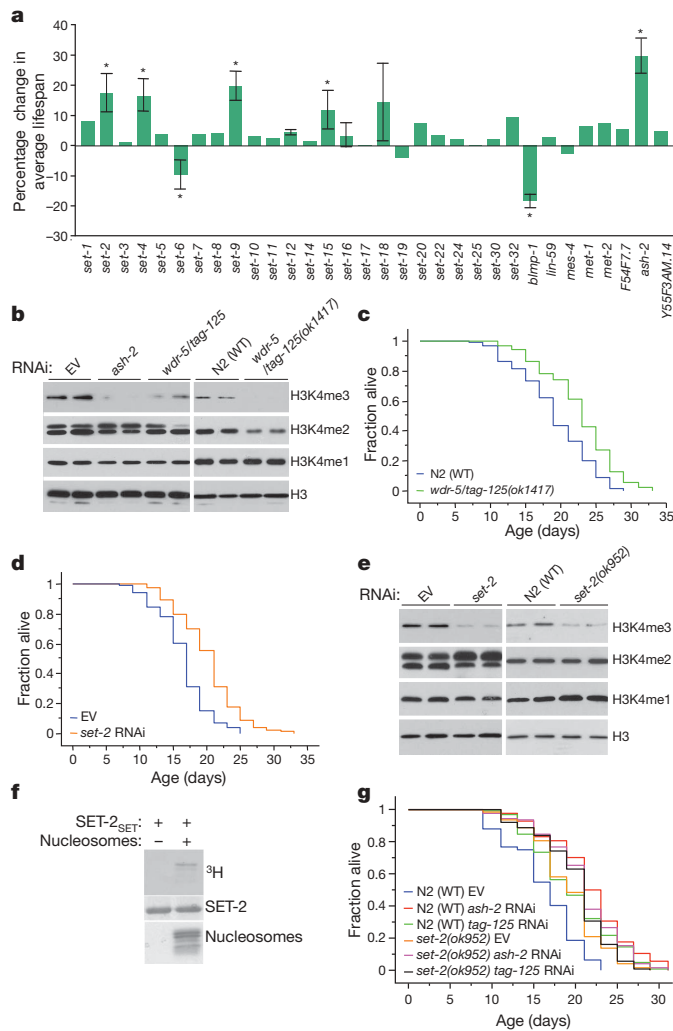 a
Percentage change in
average lifespan
40
30
20
10
0
−10
−20
−30
* * * * * * *
set-1 set-2 set-3 set-4 set-5 set-6 set-7 set-8 set-9 set-10 set-11 set-12 set-14 set-15 set-16 set-17 set-18 set-19 set-20 set-22 set-24 set-25 set-30 set-32 blmp-1 lin-59 mes-4 met-1 met-2 F54F7.7 ash-2 Y55F3AM.14
b
RNAi: EV ash-2 wdr-5/tag-125 N2 (WT) wdr-5/tag-125(ok1417)
H3K4me3
H3K4me2
H3K4me1
H3
c
Fraction alive
1.0
0.8
0.6
0.4
0.2
0
N2 (WT)
wdr-5/tag-125(ok1417)
0 5 10 15 20 25 30 35
Age (days)
d
Fraction alive
1.0
0.8
0.6
0.4
0.2
0
EV
set-2 RNAi
0 5 10 15 20 25 30 35
Age (days)
e
RNAi: EV set-2 N2 (WT) set-2(ok952)
H3K4me3
H3K4me2
H3K4me1
H3
f
SET-2SET: + +
Nucleosomes: − +
3H
SET-2
Nucleosomes
g
Fraction alive
1.0
0.8
0.6
0.4
0.2
0
N2 (WT) EV
N2 (WT) ash-2 RNAi
N2 (WT) tag-125 RNAi
set-2(ok952) EV
set-2(ok952) ash-2 RNAi
set-2(ok952) tag-125 RNAi
0 5 10 15 20 25 30
Age (days)